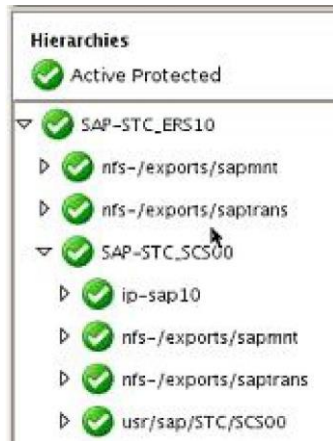 Hierarchies
Active Protected
SAP-STC_ERS10
nfs-/exports/sapmnt
nfs-/exports/saptrans
SAP-STC_SCS00
ip-sap10
nfs-/exports/sapmnt
nfs-/exports/saptrans
usr/sap/STC/SCS00